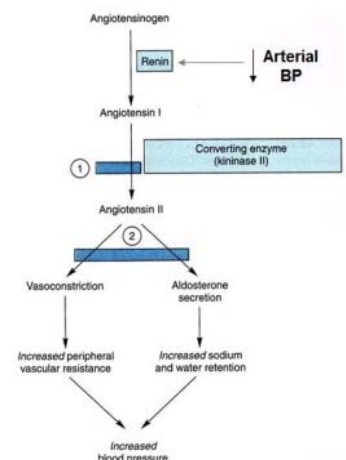 Angiotensinogen
Renin
Arterial
BP
Angiotensin I
Converting enzyme
(kininase II)
1
Angiotensin II
2
Vasoconstriction
Aldosterone
secretion
Increased peripheral
vascular resistance
Increased sodium
and water retention
Increased
blood pressure